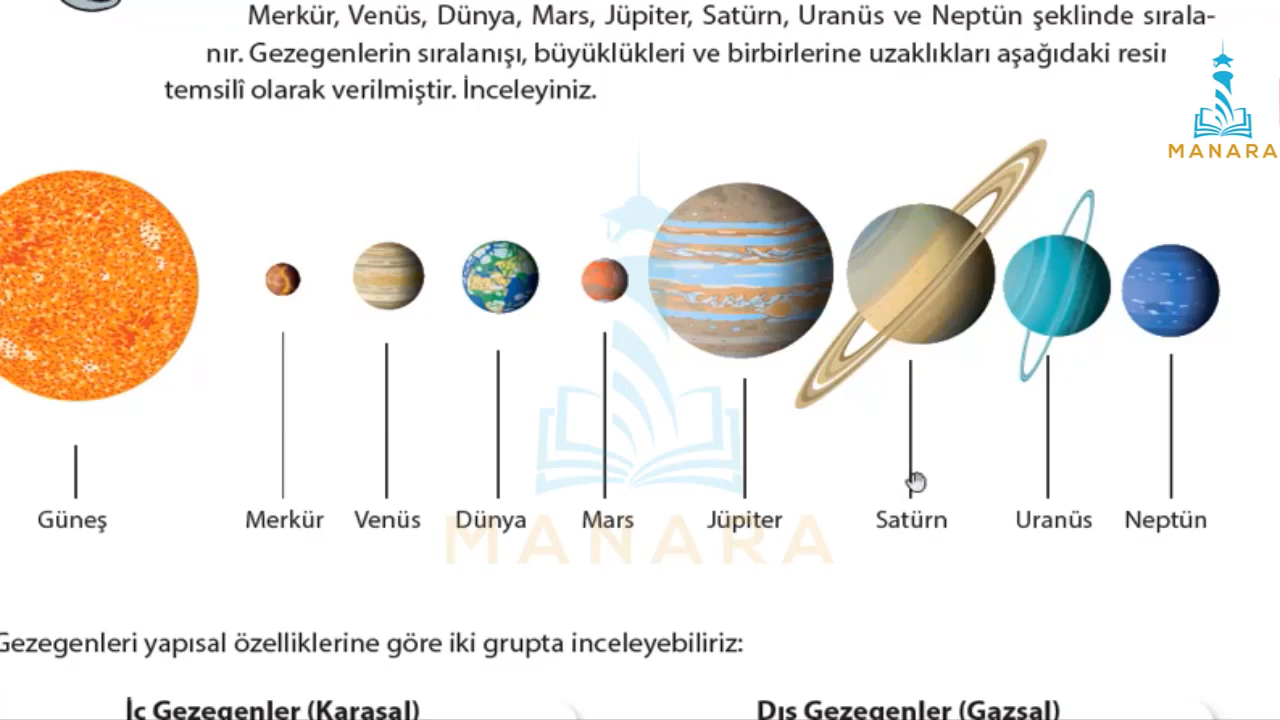 Merkür, Venüs, Dünya, Mars, Jüpiter, Satürn, Uranüs ve Neptün şeklinde sırala-
nır. Gezegenlerin sıralanışı, büyüklükleri ve birbirlerine uzaklıkları aşağıdaki
temsilî olarak verilmiştir. İnceleyiniz.
MANARA
Güneş Merkür Venüs Dünya Mars Jüpiter Satürn Uranüs Neptün
MANARA
Gezegenleri yapısal özelliklerine göre iki grupta inceleyebiliriz:
İç Gezegenler (Karasal) Dış Gezegenler (Gazsal)